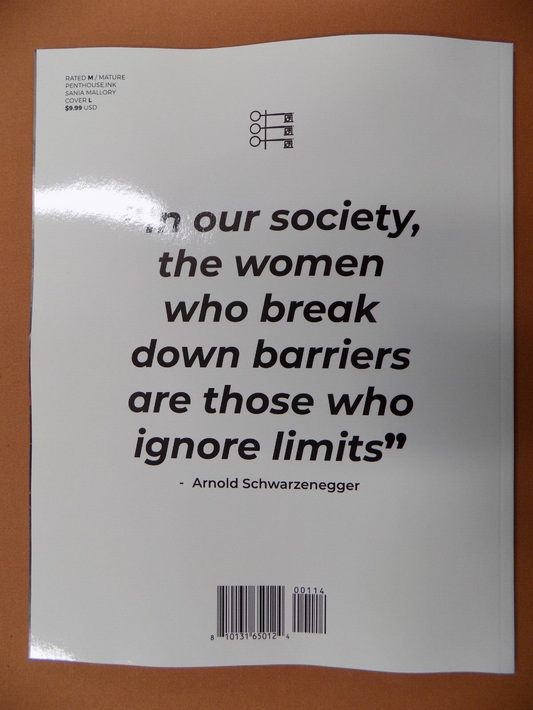 RATED M / MATURE
PENTHOUSE.INK
SANIA MALLORY
COVER L
$9.99 USD
“In our society,
the women
who break
down barriers
are those who
ignore limits”
- Arnold Schwarzenegger
00114
8 10131 65012 4